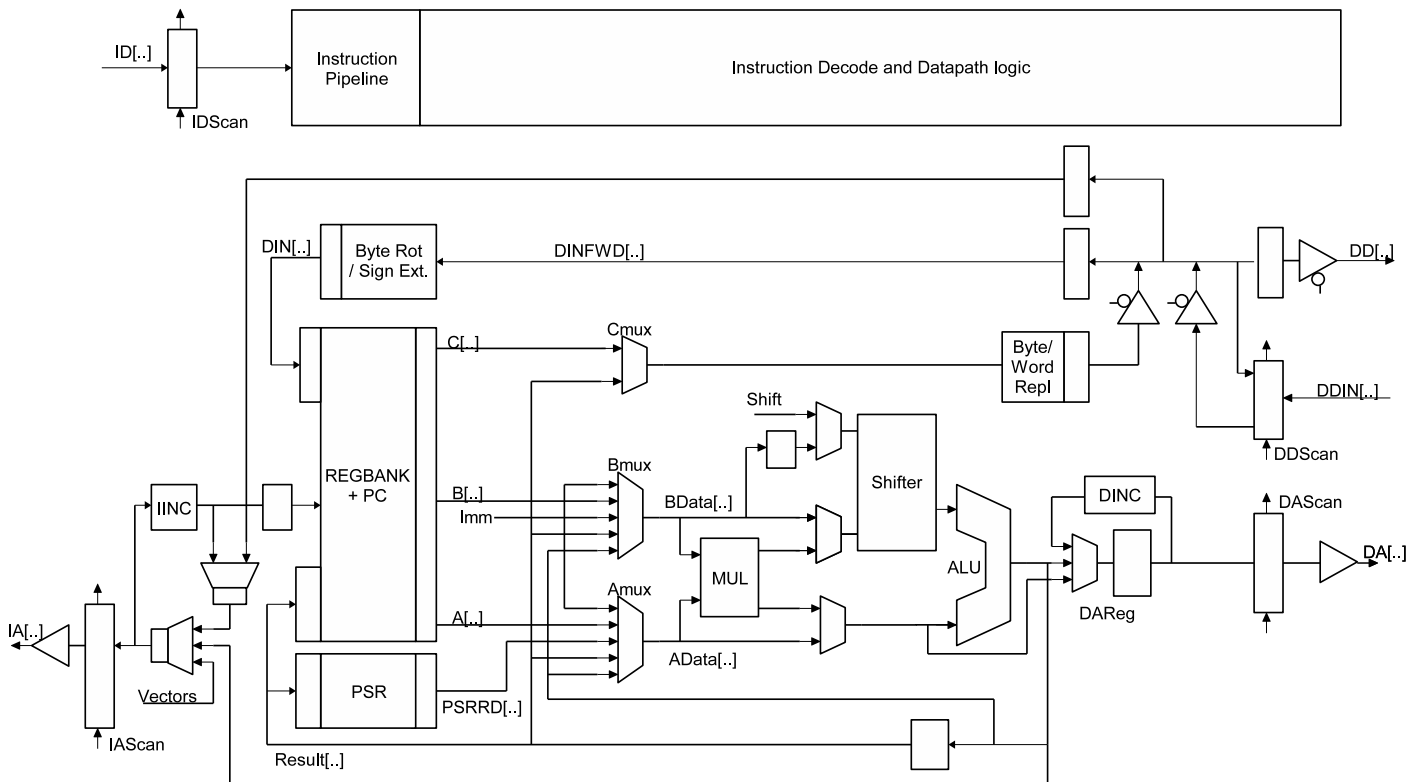 ID[..]
IDScan
Instruction
Pipeline
Instruction Decode and Datapath logic
DIN[..]
Byte Rot
/ Sign Ext.
DINFWD[..]
DD[..]
C[..]
Cmux
Byte/
Word
Repl
DDIN[..]
DDScan
Shift
REGBANK
+ PC
B[..]
Imm
Bmux
BData[..]
Shifter
IINC
DINC
DAScan
MUL
ALU
DA[..]
DAReg
Amux
A[..]
AData[..]
IA[..]
Vectors
IAScan
PSR
PSRRD[..]
Result[..]